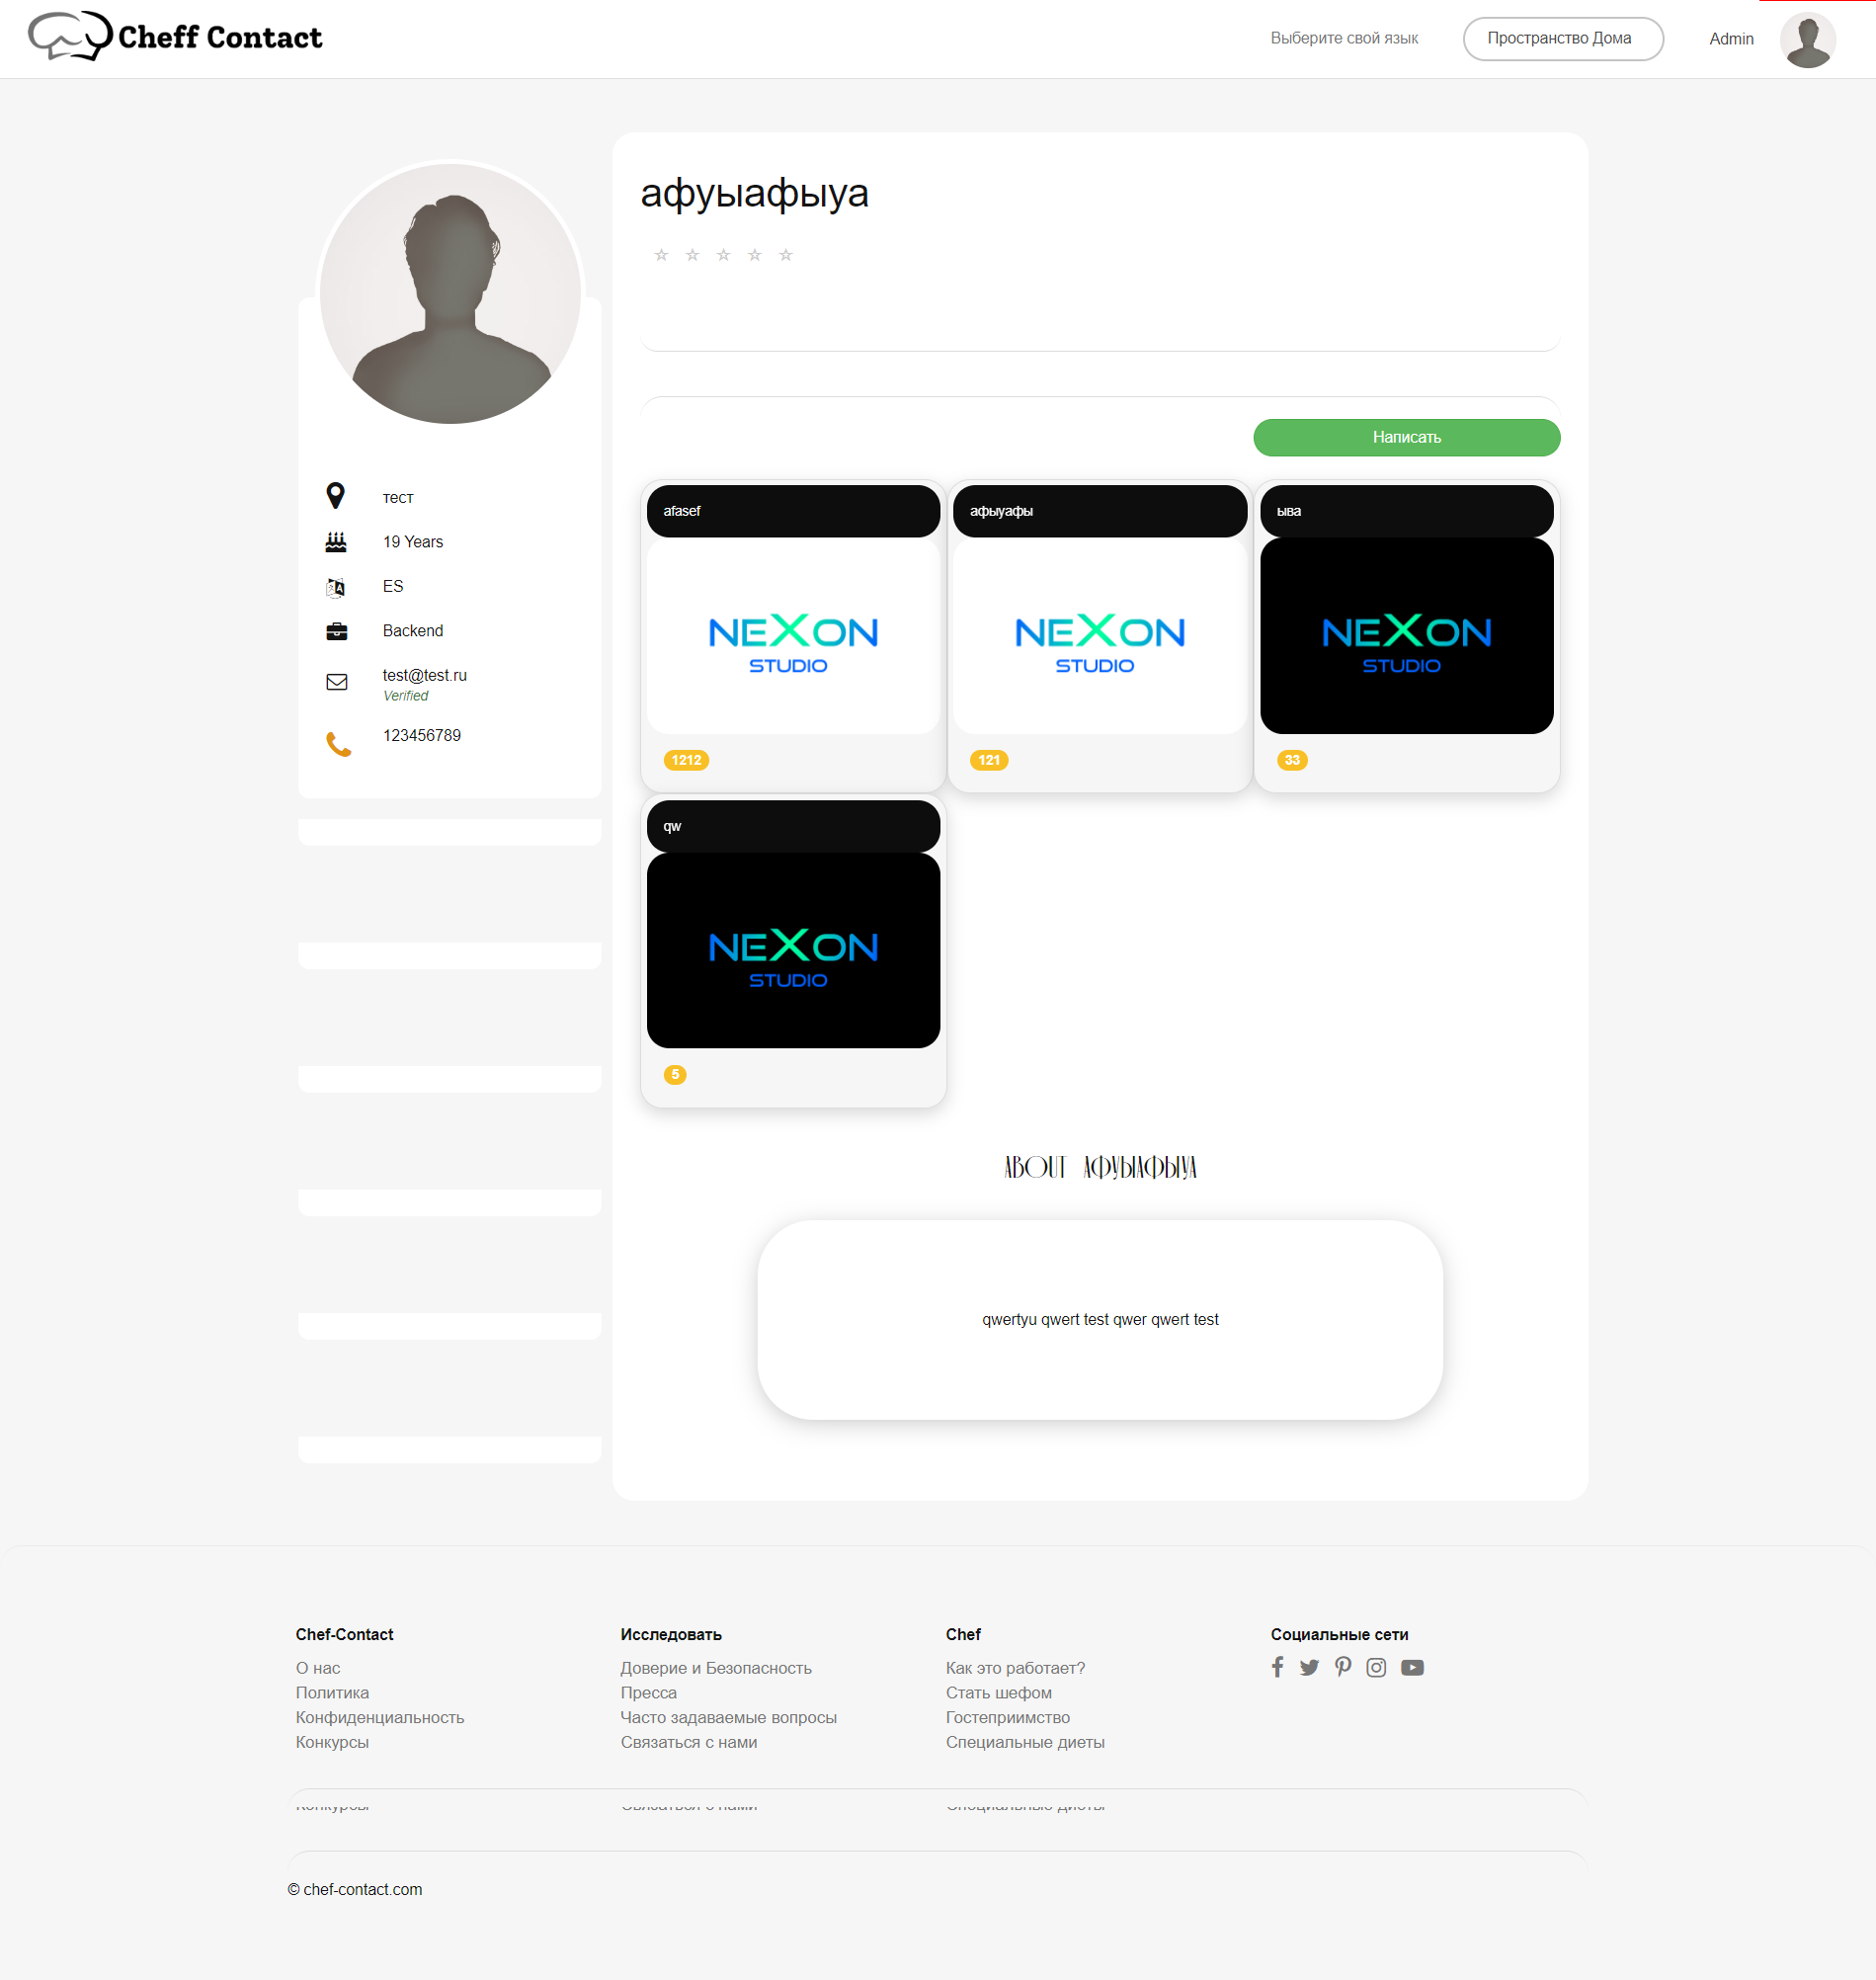 Cheff Contact
Выберите свой язык
Пространство Дома
Admin
афуыафыуа
Написать
тест
19 Years
ES
Backend
test@test.ru
Verified
123456789
afasef
афыуафы
ыва
NEXON
STUDIO
NEXON
STUDIO
NEXON
STUDIO
1212
121
33
qw
NEXON
STUDIO
5
ABOUT АФУЫАФЫУА
qwertyu qwert test qwer qwert test
Chef-Contact
О нас
Политика
Конфиденциальность
Конкурсы
Исследовать
Доверие и Безопасность
Пресса
Часто задаваемые вопросы
Связаться с нами
Chef
Как это работает?
Стать шефом
Гостеприимство
Специальные диеты
Социальные сети
© chef-contact.com